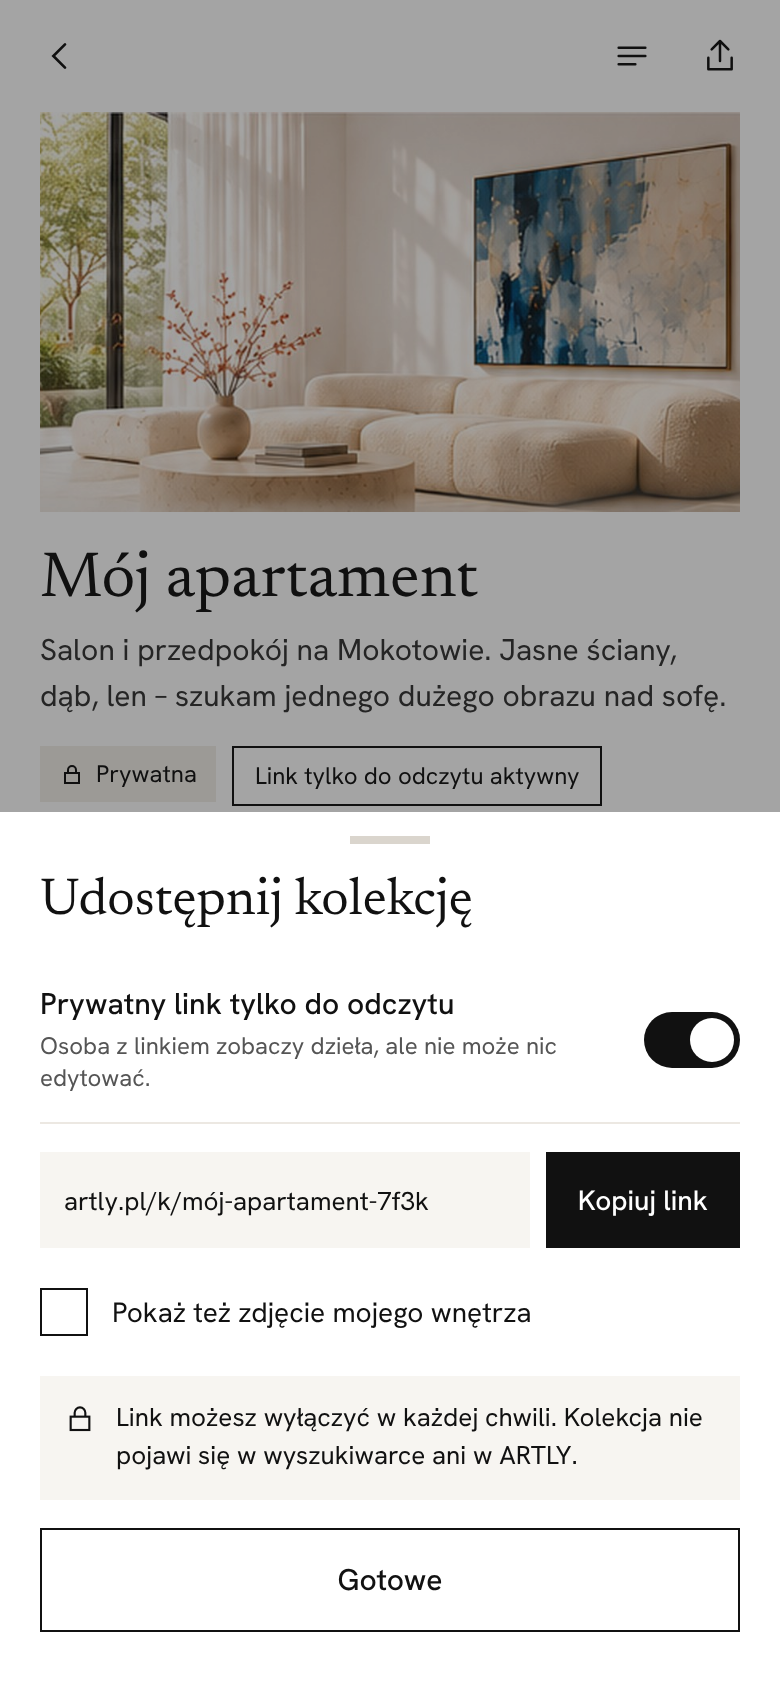 Mój apartament
Salon i przedpokój na Mokotowie. Jasne ściany,
dąb, len – szukam jednego dużego obrazu nad sofę.
Prywatna
Link tylko do odczytu aktywny
Udostępnij kolekcję
Prywatny link tylko do odczytu
Osoba z linkiem zobaczy dzieła, ale nie może nic
edytować.
artly.pl/k/mój-apartament-7f3k
Kopiuj link
Pokaż też zdjęcie mojego wnętrza
Link możesz wyłączyć w każdej chwili. Kolekcja nie
pojawi się w wyszukiwarce ani w ARTLY.
Gotowe